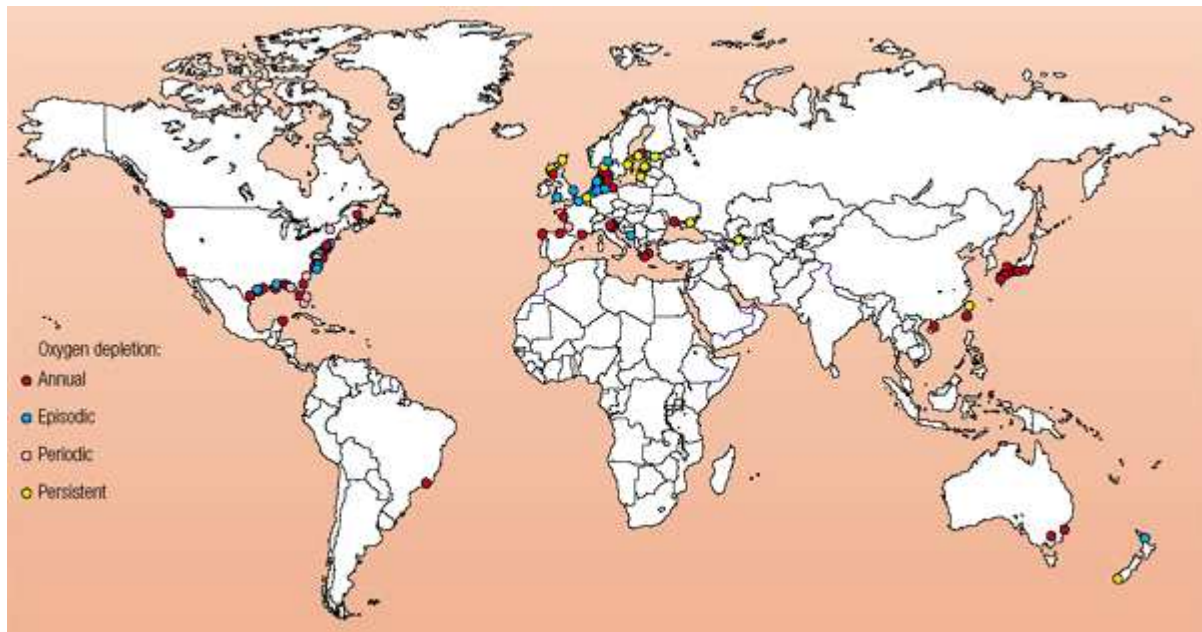 Oxygen depletion:
Annual
Episodic
Periodic
Persistent